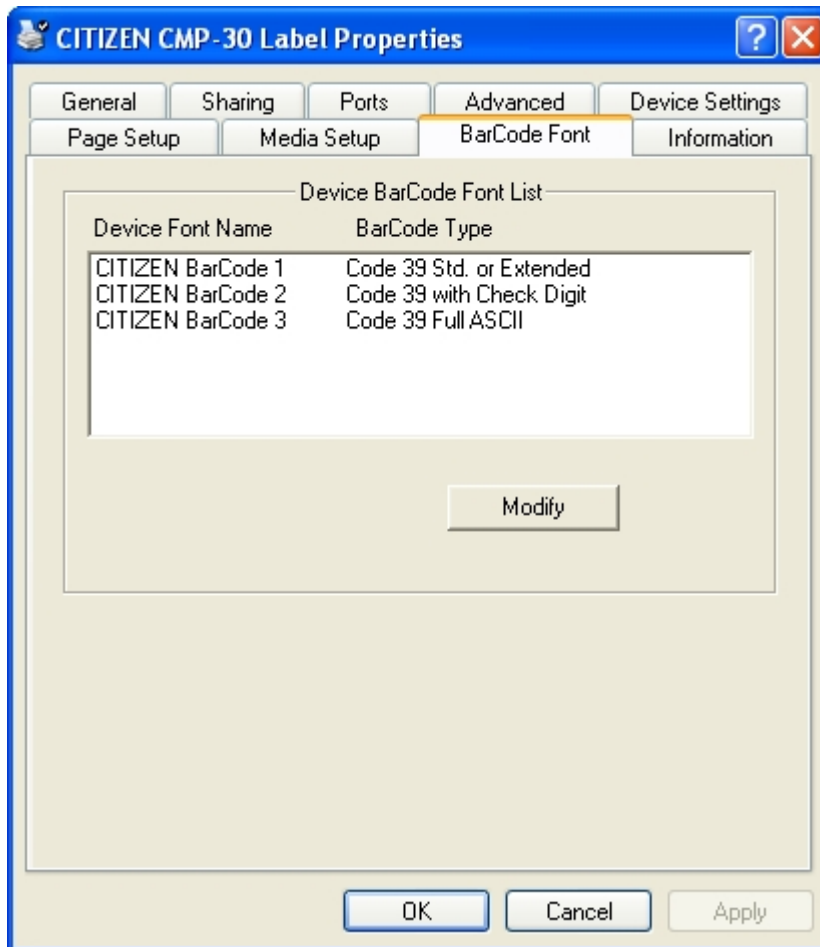 CITIZEN CMP-30 Label Properties
General Sharing Ports Advanced Device Settings
Page Setup Media Setup BarCode Font Information
Device BarCode Font List
Device Font Name BarCode Type
CITIZEN BarCode 1 Code 39 Std. or Extended
CITIZEN BarCode 2 Code 39 with Check Digit
CITIZEN BarCode 3 Code 39 Full ASCII
Modify
OK Cancel Apply